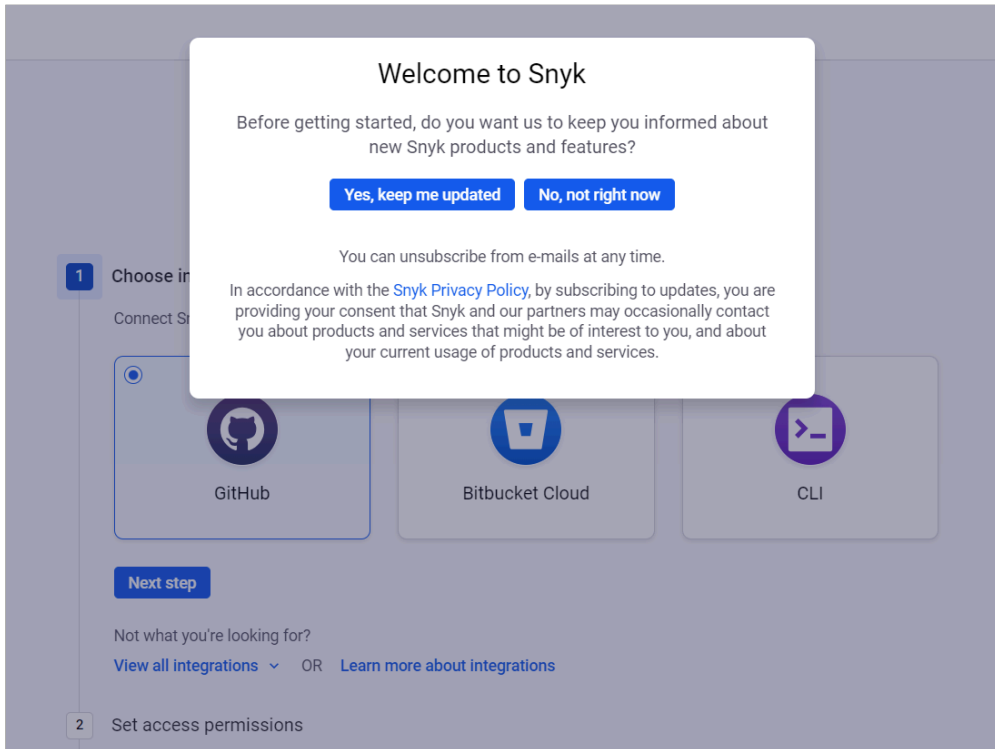 Welcome to Snyk
Before getting started, do you want us to keep you informed about
new Snyk products and features?
Yes, keep me updated
No, not right now
You can unsubscribe from e-mails at any time.
In accordance with the Snyk Privacy Policy, by subscribing to updates, you are
providing your consent that Snyk and our partners may occasionally contact
you about products and services that might be of interest to you, and about
your current usage of products and services.
1 Choose in
Connect Sn
GitHub
Bitbucket Cloud
CLI
Next step
Not what you're looking for?
View all integrations OR Learn more about integrations
2 Set access permissions